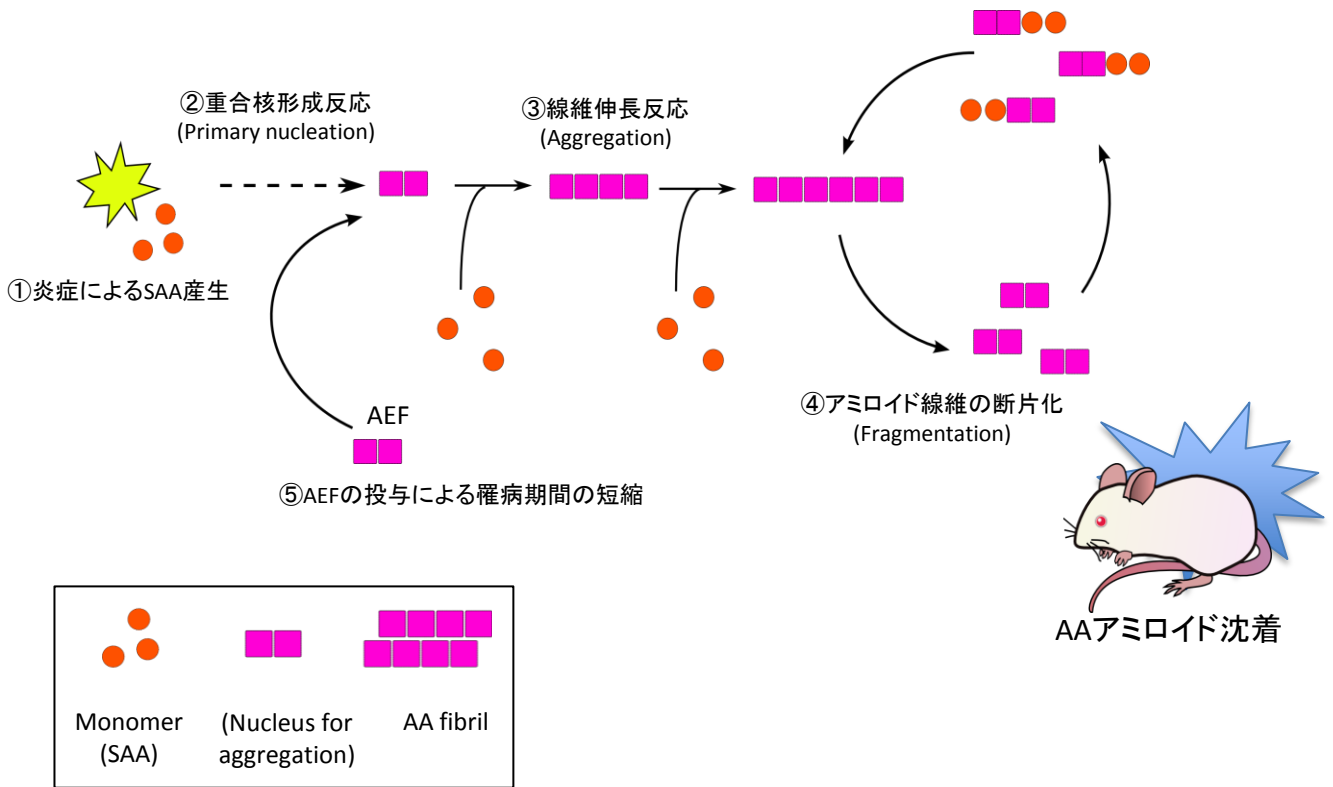 ②重合核形成反応
(Primary nucleation)
③線維伸長反応
(Aggregation)
①炎症によるSAA産生
④アミロイド線維の断片化
(Fragmentation)
AEF
⑤AEFの投与による罹病期間の短縮
AAアミロイド沈着
Monomer
(SAA)
(Nucleus for
aggregation)
AA fibril